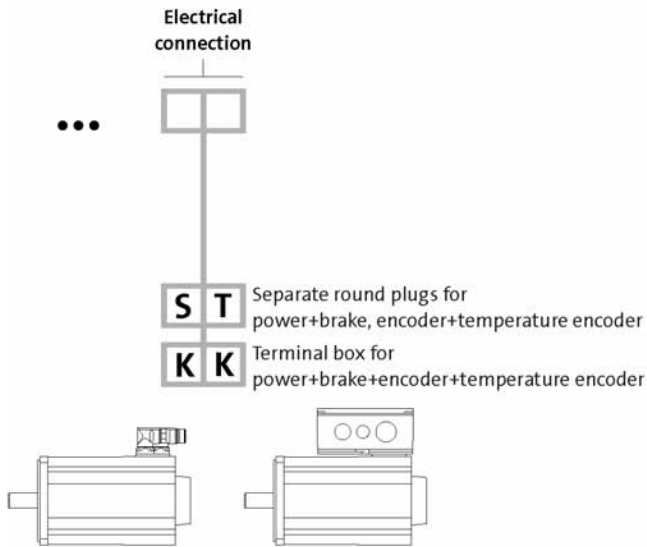 Electrical
connection
...
S T Separate round plugs for
power+brake, encoder+temperature encoder
K K Terminal box for
power+brake+encoder+temperature encoder